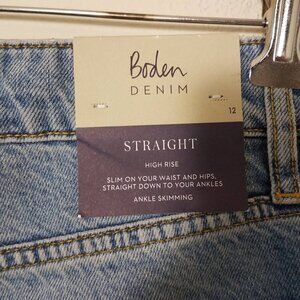 Boden
DENIM
12
STRAIGHT
HIGH RISE
SLIM ON YOUR WAIST AND HIPS,
STRAIGHT DOWN TO YOUR ANKLES
ANKLE SKIMMING